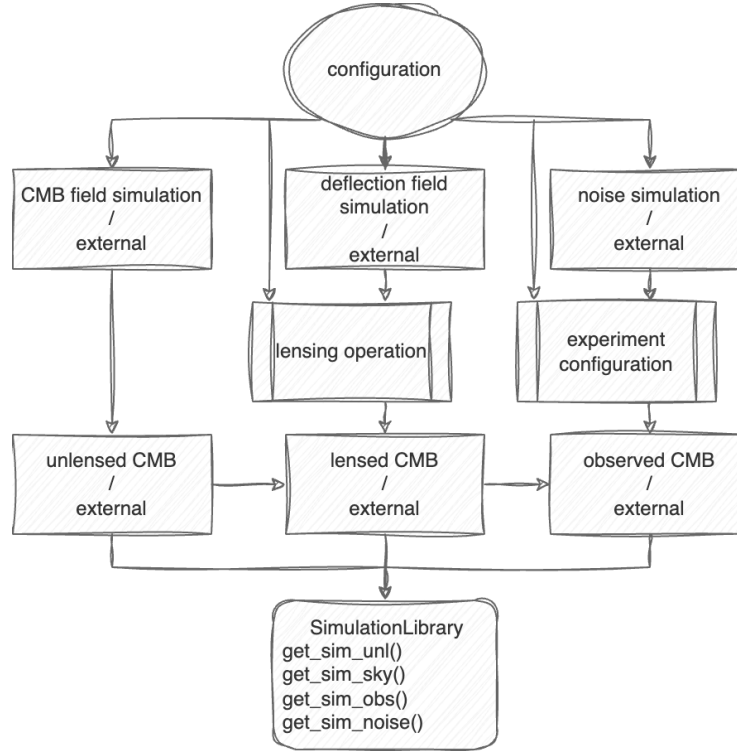 configuration
CMB field simulation
/
external
deflection field
simulation
/
external
noise simulation
/
external
lensing operation
experiment
configuration
unlensed CMB
/
external
lensed CMB
/
external
observed CMB
/
external
SimulationLibrary
get_sim_unl()
get_sim_sky()
get_sim_obs()
get_sim_noise()